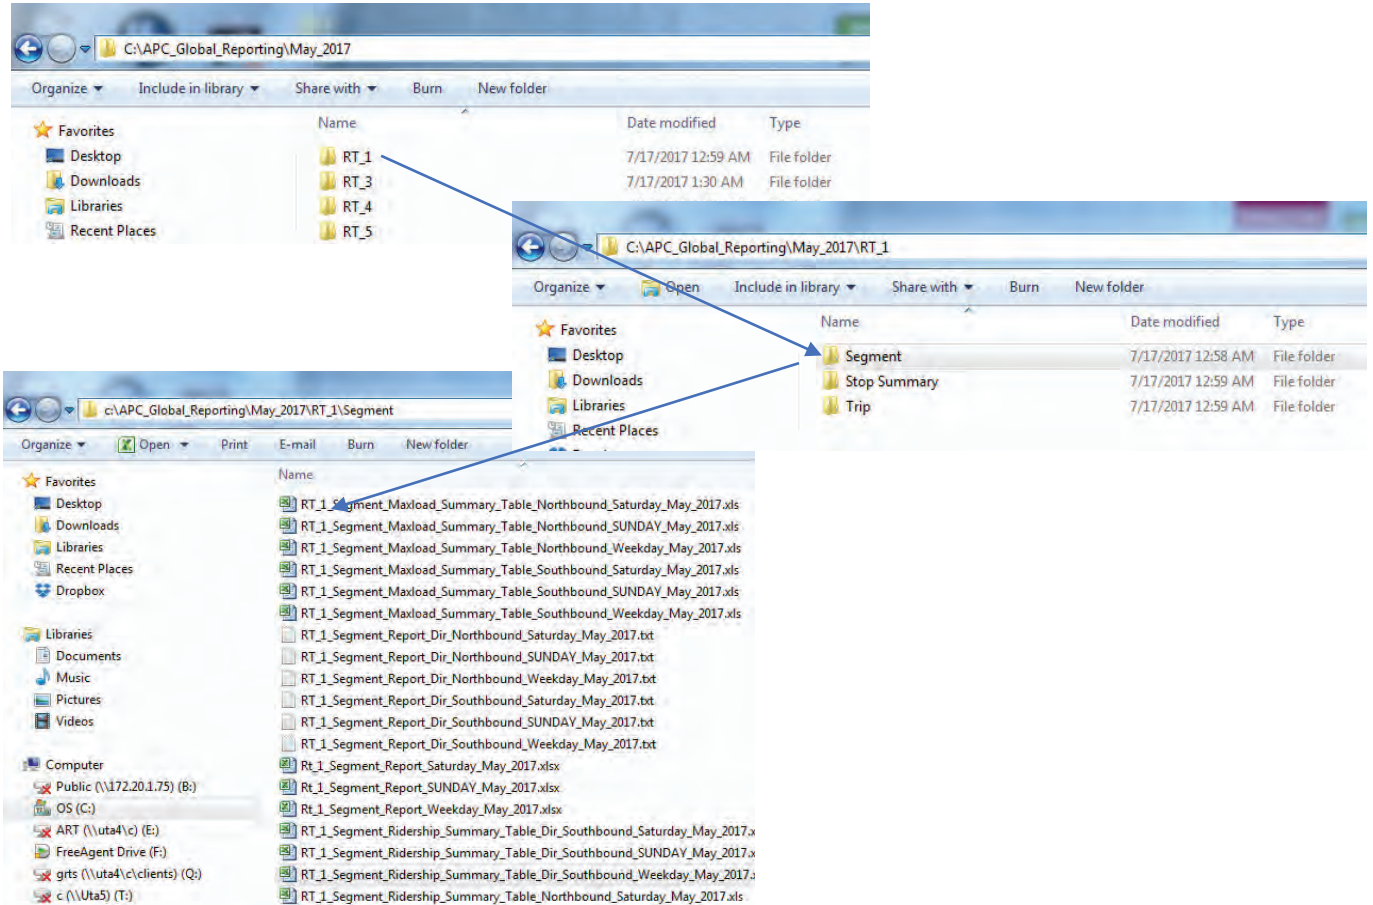 C:\APC_Global_Reporting\May_2017
Organize Include in library Share with Burn New folder
Favorites
Desktop
Downloads
Libraries
Recent Places
Name Date modified Type
RT_1 7/17/2017 12:59 AM File folder
RT_3 7/17/2017 1:30 AM File folder
RT_4
RT_5
C:\APC_Global_Reporting\May_2017\RT_1
Organize Open Include in library Share with Burn New folder
Favorites
Desktop
Downloads
Libraries
Recent Places
Name Date modified Type
Segment 7/17/2017 12:58 AM File folder
Stop Summary 7/17/2017 12:59 AM File folder
Trip 7/17/2017 12:59 AM File folder
c:\APC_Global_Reporting\May_2017\RT_1\Segment
Organize Open Print E-mail Burn New folder
Favorites
Desktop
Downloads
Libraries
Recent Places
Dropbox
Libraries
Documents
Music
Pictures
Videos
Computer
Public (\\172.20.1.75) (B:)
OS (C:)
ART (\\uta4\c) (E:)
FreeAgent Drive (F:)
grts (\\uta4\c\clients) (Q:)
c (\\Uta5) (T:)
Name
RT_1_Segment_Maxload_Summary_Table_Northbound_Saturday_May_2017.xls
RT_1_Segment_Maxload_Summary_Table_Northbound_SUNDAY_May_2017.xls
RT_1_Segment_Maxload_Summary_Table_Northbound_Weekday_May_2017.xls
RT_1_Segment_Maxload_Summary_Table_Southbound_Saturday_May_2017.xls
RT_1_Segment_Maxload_Summary_Table_Southbound_SUNDAY_May_2017.xls
RT_1_Segment_Maxload_Summary_Table_Southbound_Weekday_May_2017.xls
RT_1_Segment_Report_Dir_Northbound_Saturday_May_2017.txt
RT_1_Segment_Report_Dir_Northbound_SUNDAY_May_2017.txt
RT_1_Segment_Report_Dir_Northbound_Weekday_May_2017.txt
RT_1_Segment_Report_Dir_Southbound_Saturday_May_2017.txt
RT_1_Segment_Report_Dir_Southbound_SUNDAY_May_2017.txt
RT_1_Segment_Report_Dir_Southbound_Weekday_May_2017.txt
Rt_1_Segment_Report_Saturday_May_2017.xlsx
Rt_1_Segment_Report_SUNDAY_May_2017.xlsx
Rt_1_Segment_Report_Weekday_May_2017.xlsx
RT_1_Segment_Ridership_Summary_Table_Dir_Southbound_Saturday_May_2017.x
RT_1_Segment_Ridership_Summary_Table_Dir_Southbound_SUNDAY_May_2017.x
RT_1_Segment_Ridership_Summary_Table_Dir_Southbound_Weekday_May_2017.
RT_1_Segment_Ridership_Summary_Table_Northbound_Saturday_May_2017.xls